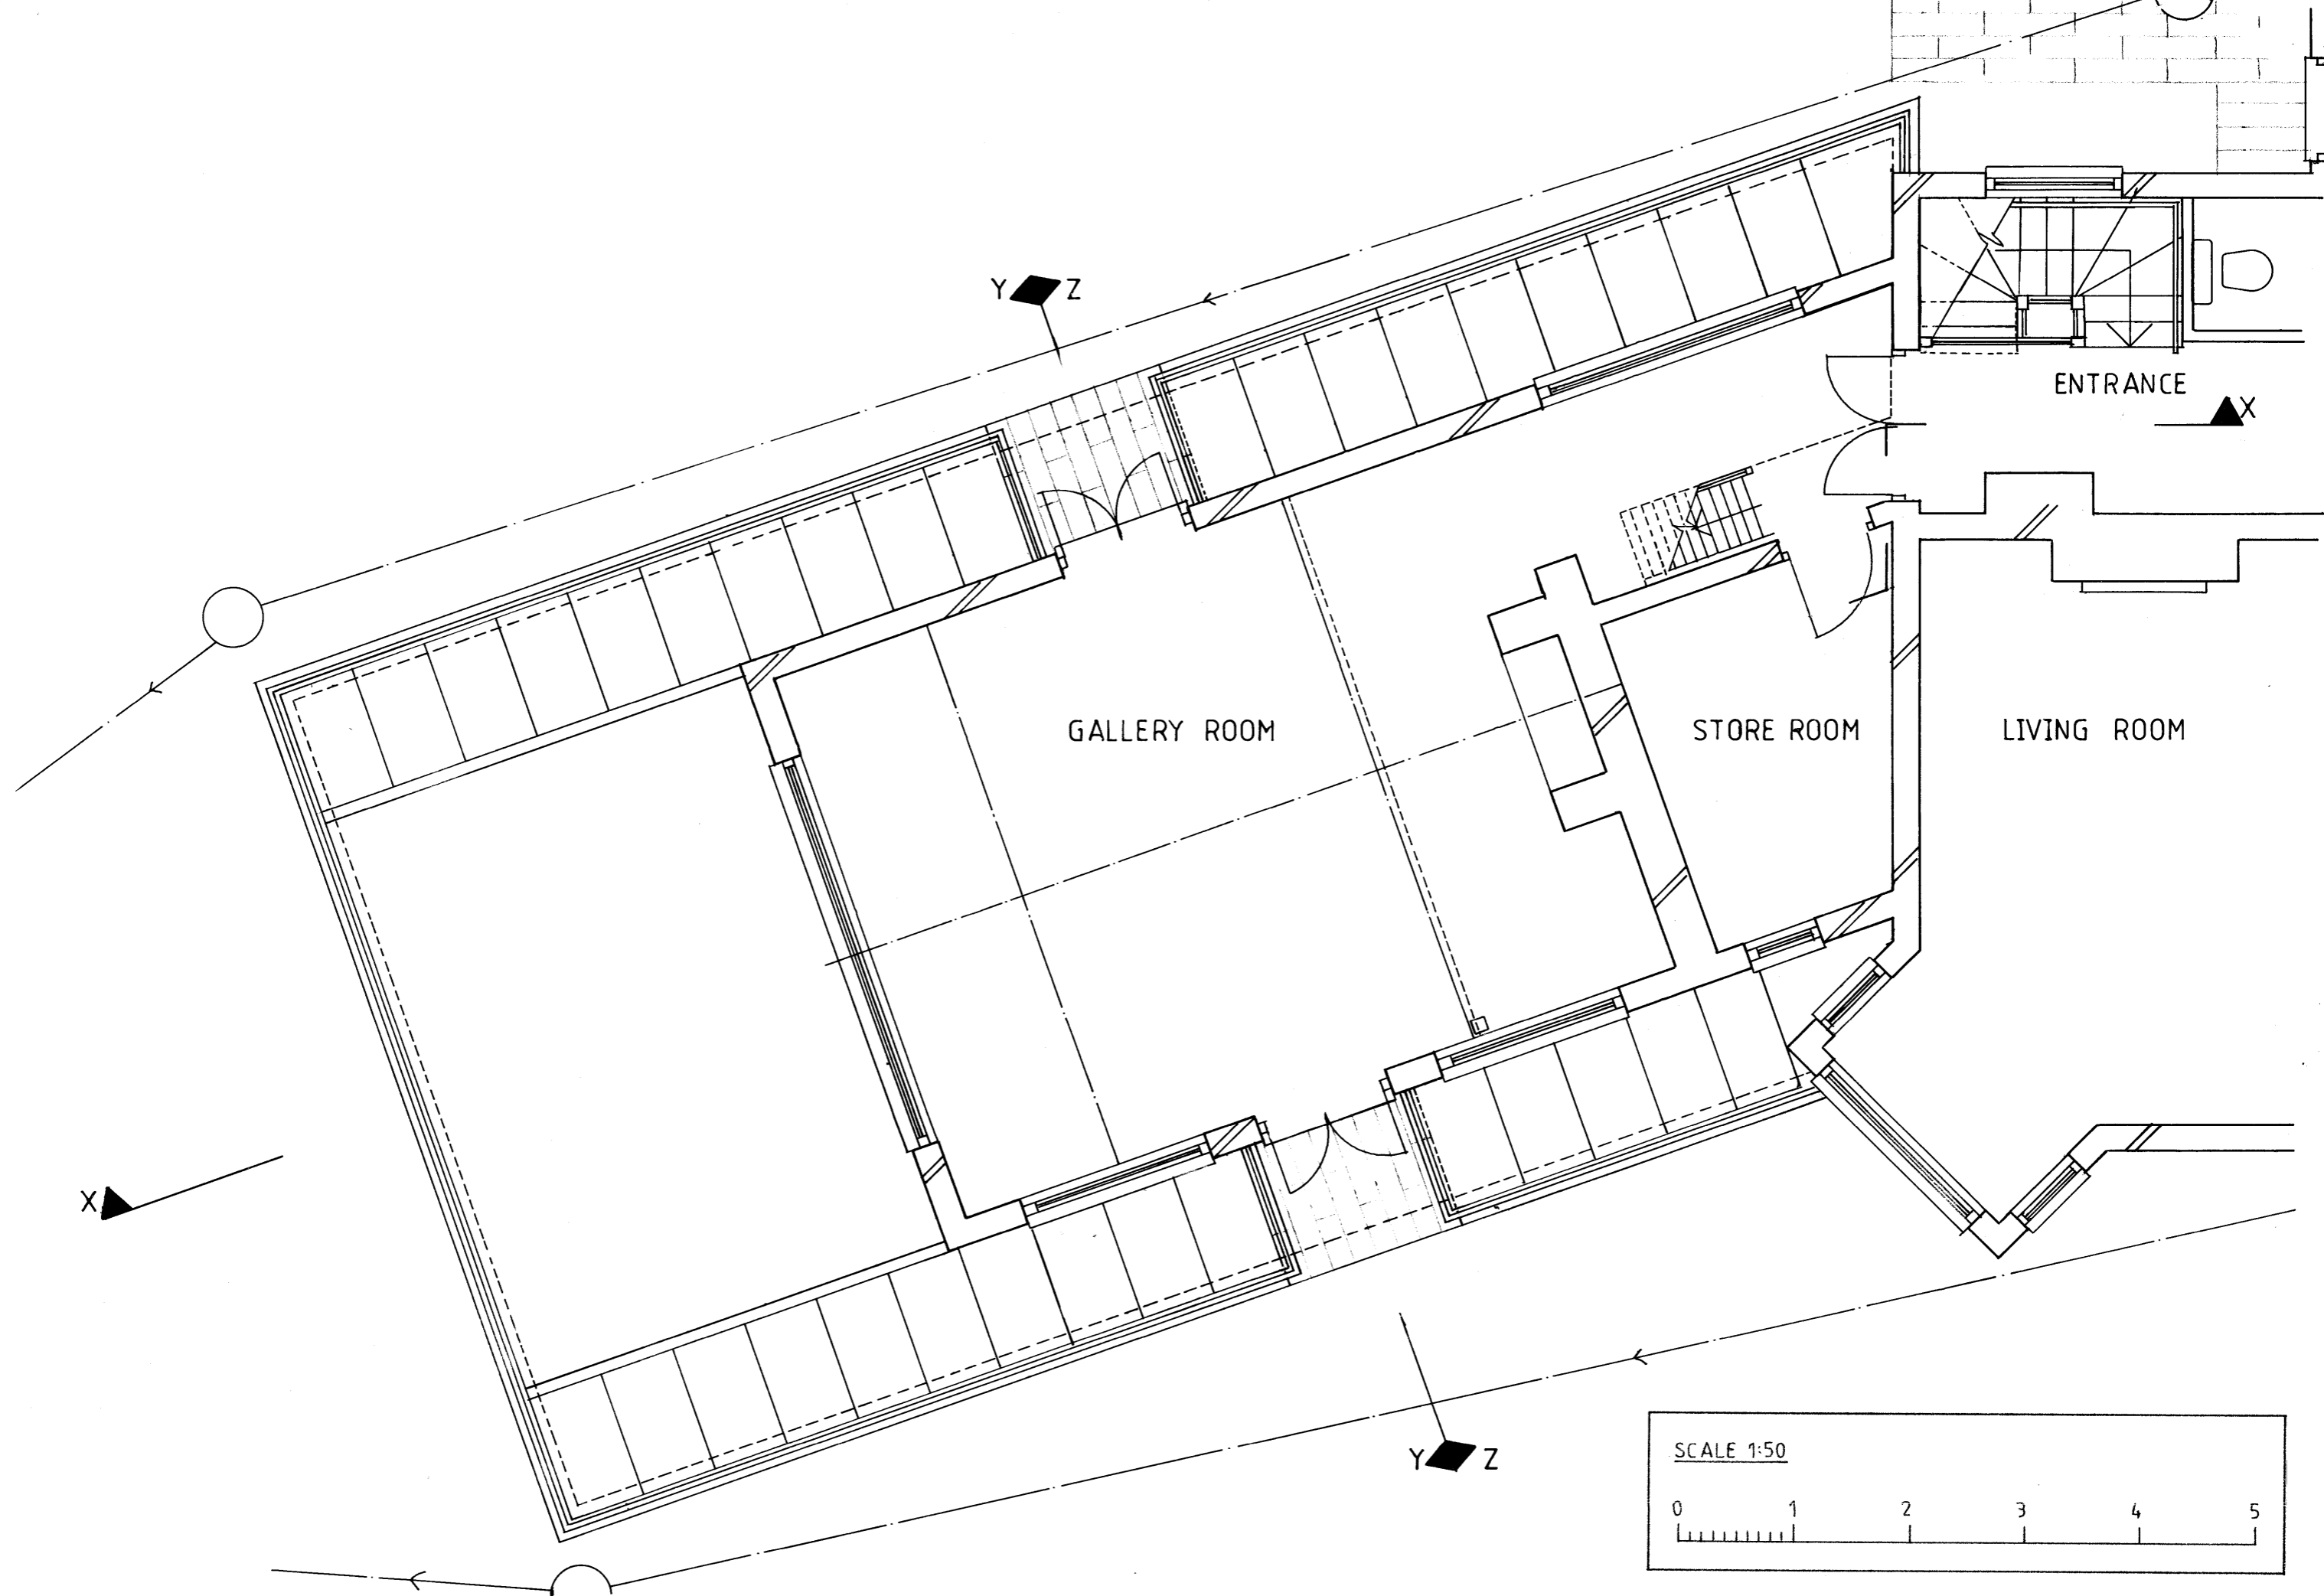 Y Z
ENTRANCE
X
GALLERY ROOM
STORE ROOM
LIVING ROOM
X
Y Z
SCALE 1:50
0 1 2 3 4 5